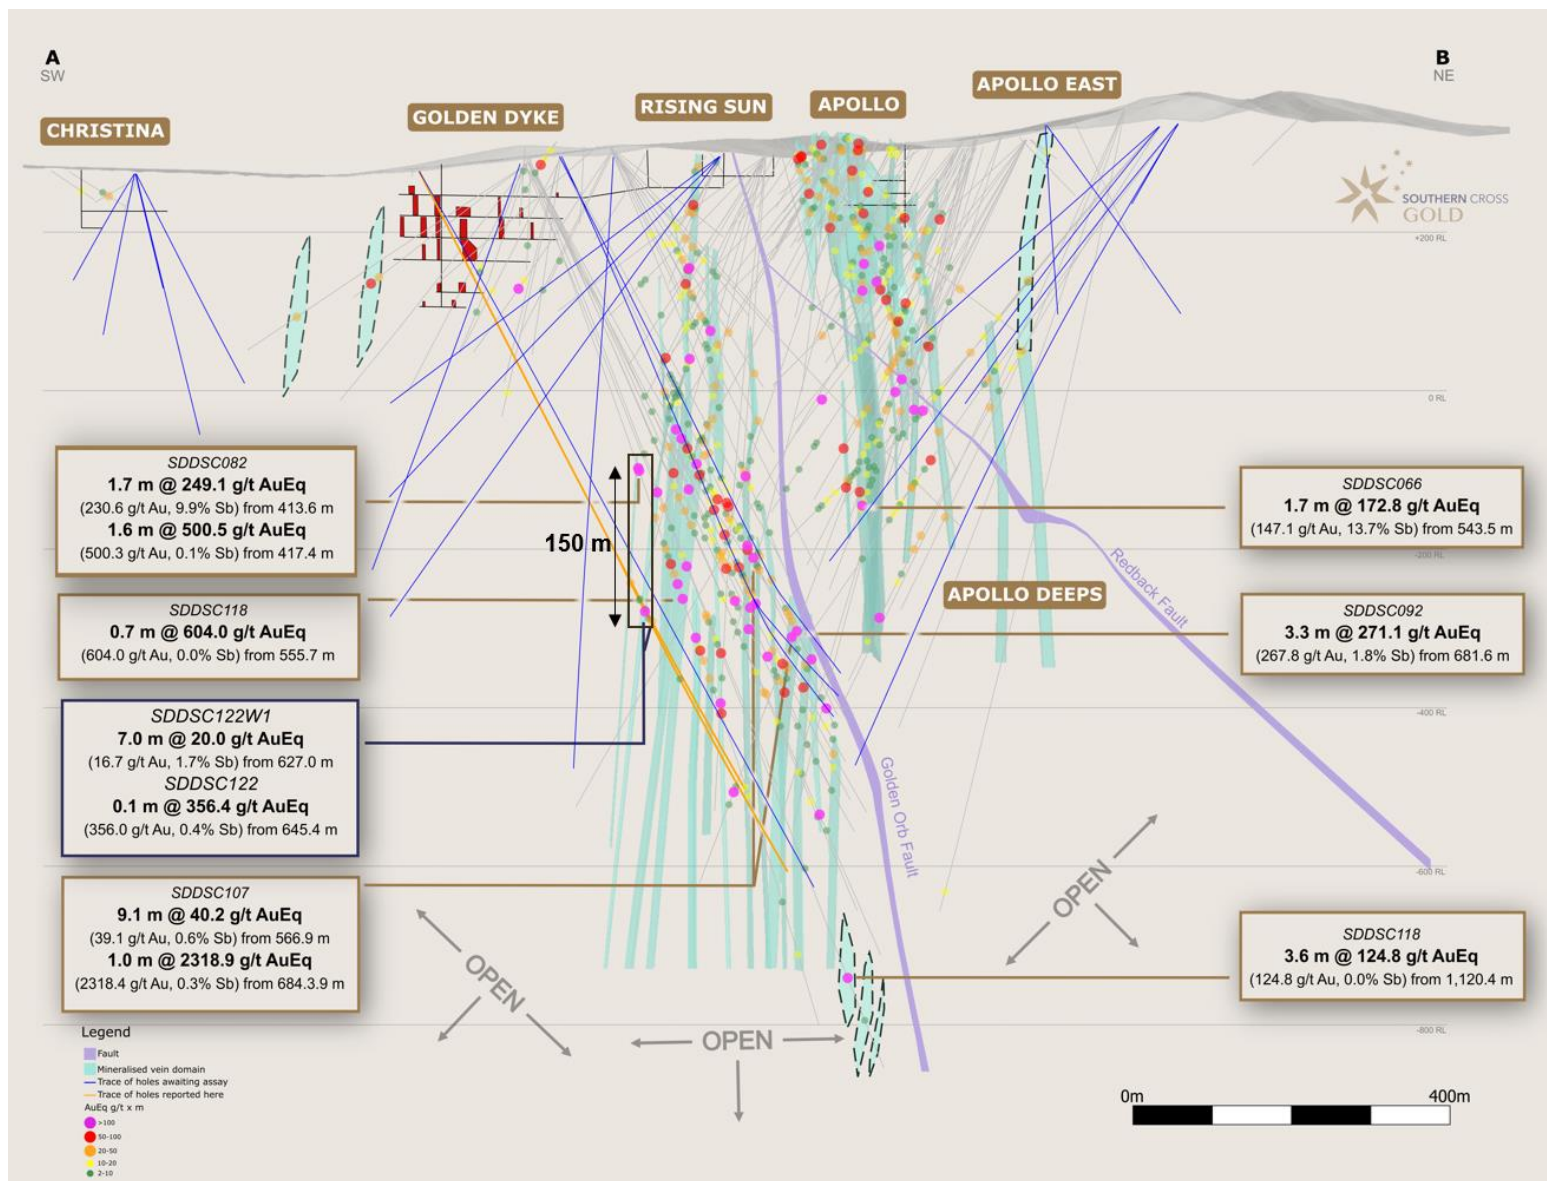 A
SW
B
NE
CHRISTINA
GOLDEN DYKE
RISING SUN
APOLLO
APOLLO EAST
SOUTHERN CROSS
GOLD
+200 RL
0 RL
-200 RL
-400 RL
-600 RL
-800 RL
SDDSC082
1.7 m @ 249.1 g/t AuEq
(230.6 g/t Au, 9.9% Sb) from 413.6 m
1.6 m @ 500.5 g/t AuEq
(500.3 g/t Au, 0.1% Sb) from 417.4 m
SDDSC118
0.7 m @ 604.0 g/t AuEq
(604.0 g/t Au, 0.0% Sb) from 555.7 m
SDDSC122W1
7.0 m @ 20.0 g/t AuEq
(16.7 g/t Au, 1.7% Sb) from 627.0 m
SDDSC122
0.1 m @ 356.4 g/t AuEq
(356.0 g/t Au, 0.4% Sb) from 645.4 m
SDDSC107
9.1 m @ 40.2 g/t AuEq
(39.1 g/t Au, 0.6% Sb) from 566.9 m
1.0 m @ 2318.9 g/t AuEq
(2318.4 g/t Au, 0.3% Sb) from 684.3.9 m
150 m
SDDSC066
1.7 m @ 172.8 g/t AuEq
(147.1 g/t Au, 13.7% Sb) from 543.5 m
APOLLO DEEPS
Redback Fault
SDDSC092
3.3 m @ 271.1 g/t AuEq
(267.8 g/t Au, 1.8% Sb) from 681.6 m
Golden Orb Fault
SDDSC118
3.6 m @ 124.8 g/t AuEq
(124.8 g/t Au, 0.0% Sb) from 1,120.4 m
OPEN
OPEN
OPEN
Legend
Fault
Mineralised vein domain
Trace of holes awaiting assay
Trace of holes reported here
AuEq g/t x m
>100
50-100
20-50
10-20
2-10
0m
400m